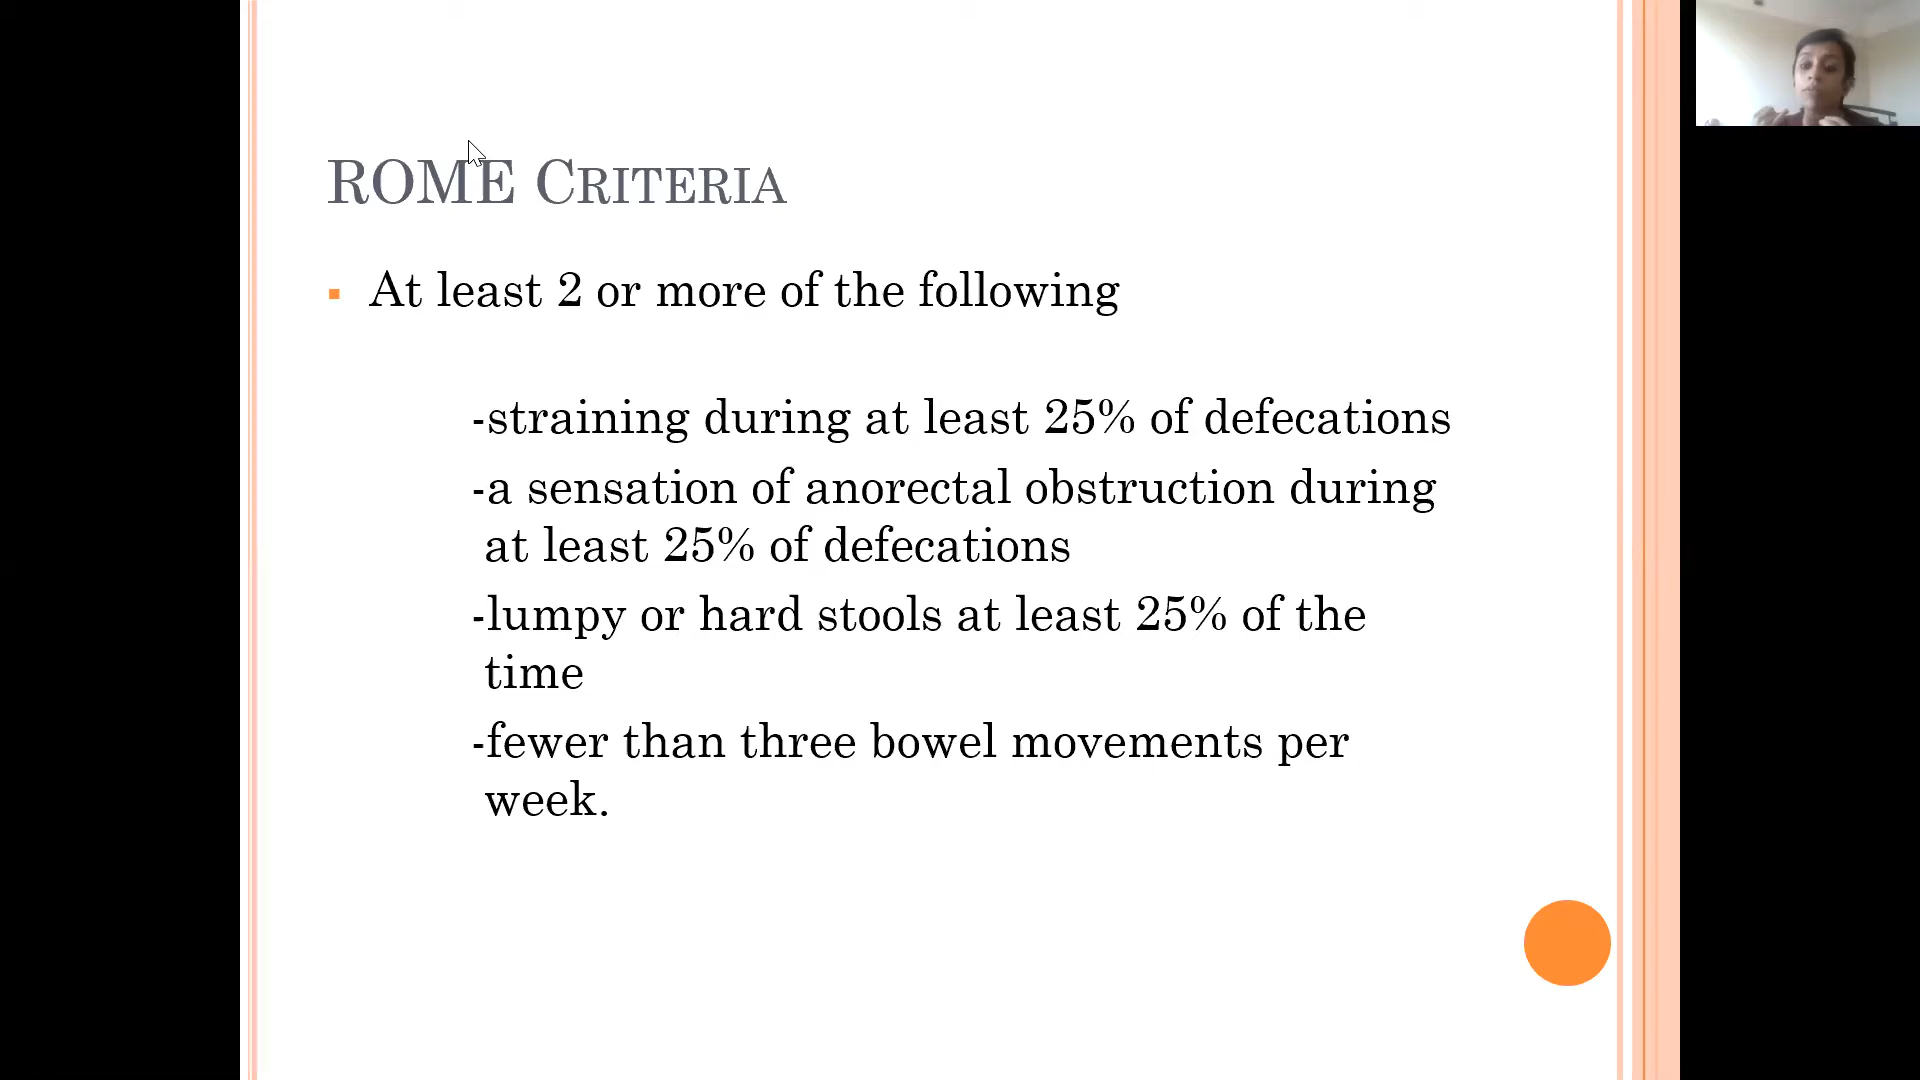 ROME CRITERIA
▪ At least 2 or more of the following
-straining during at least 25% of defecations
-a sensation of anorectal obstruction during
at least 25% of defecations
-lumpy or hard stools at least 25% of the
time
-fewer than three bowel movements per
week.